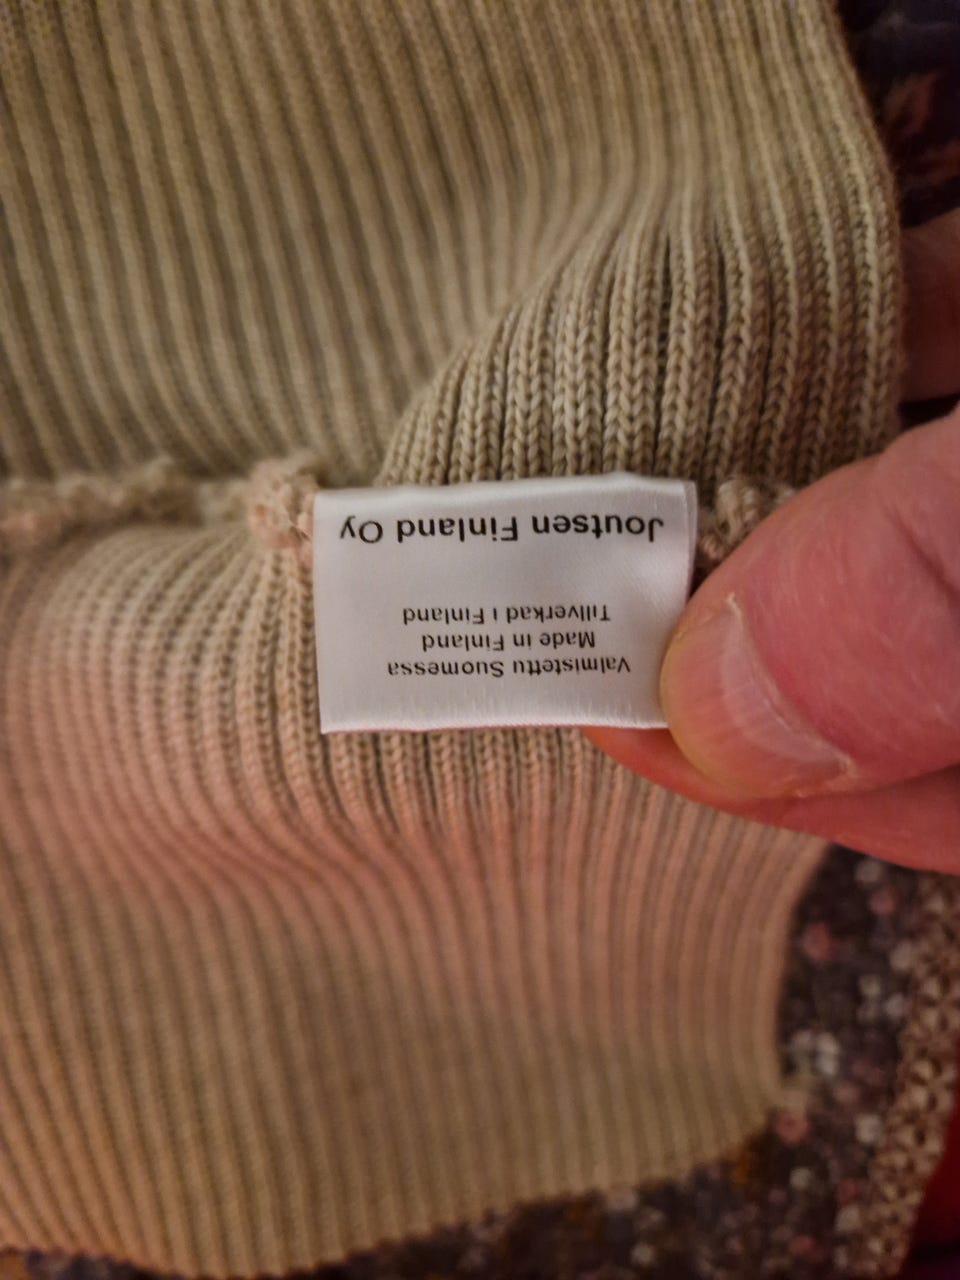 Joutsen Finland Oy
Tillverkad i Finland
Made in Finland
Valmistettu Suomessa